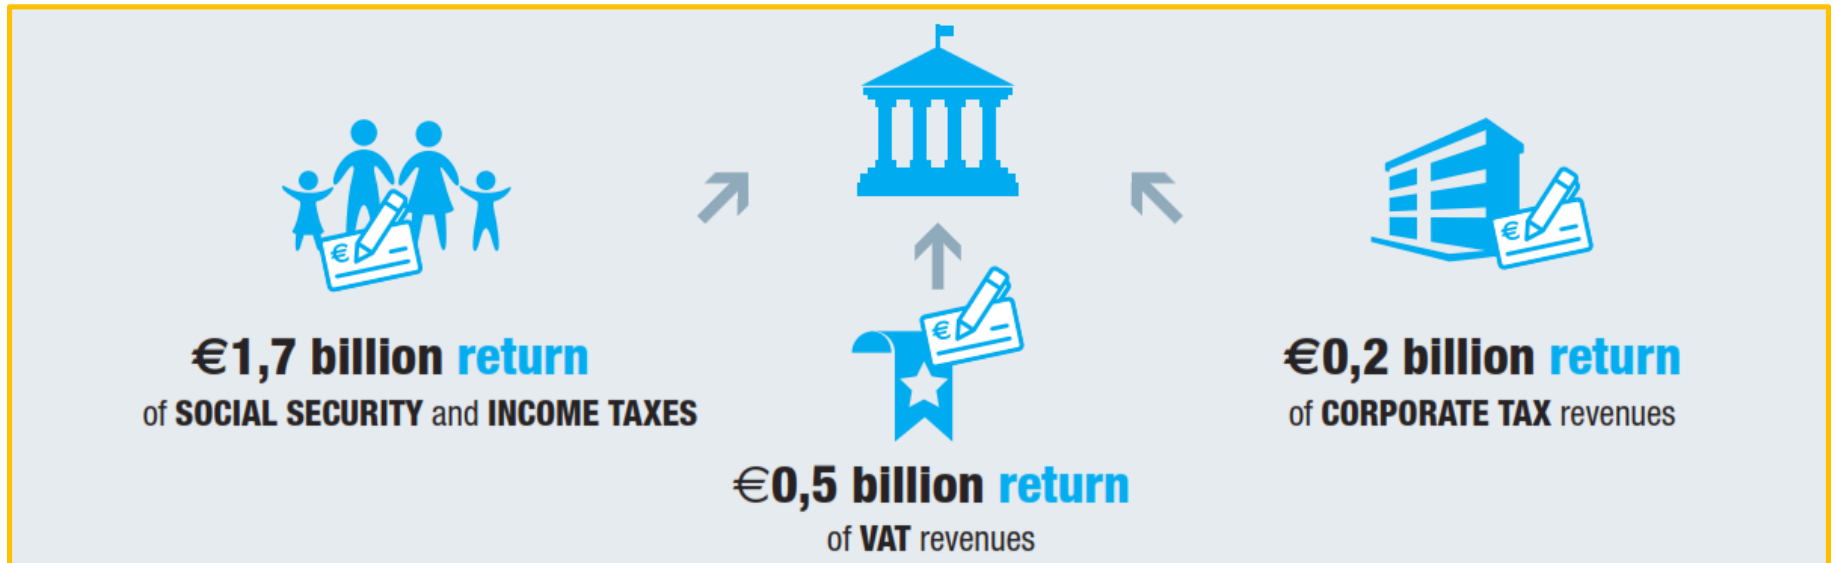 €1,7 billion return
of SOCIAL SECURITY and INCOME TAXES
€0,5 billion return
of VAT revenues
€0,2 billion return
of CORPORATE TAX revenues